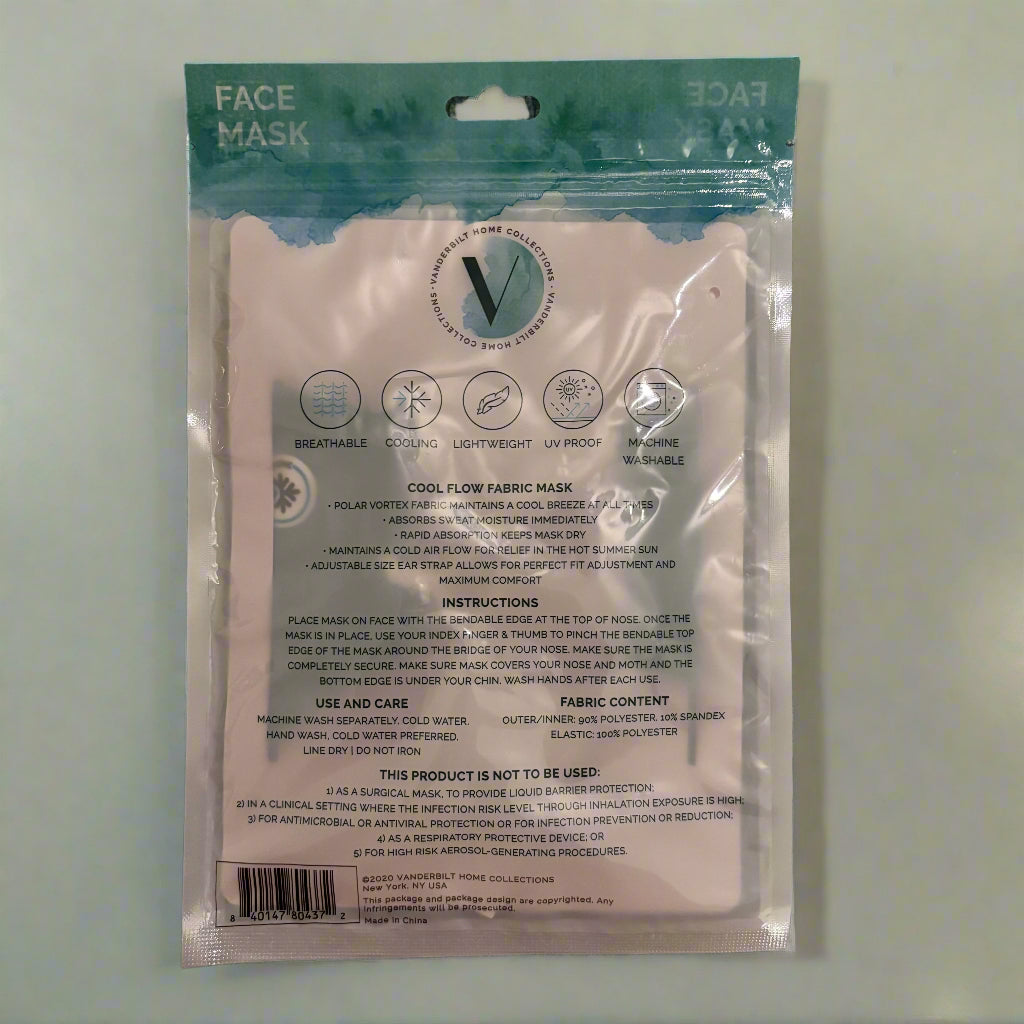 FACE
MASK
FACE
MASK
VANDERBILT HOME COLLECTIONS · VANDERBILT HOME COLLECTIONS ·
V
UV
BREATHABLE COOLING LIGHTWEIGHT UV PROOF MACHINE
WASHABLE
COOL FLOW FABRIC MASK
• POLAR VORTEX FABRIC MAINTAINS A COOL BREEZE AT ALL TIMES
• ABSORBS SWEAT MOISTURE IMMEDIATELY
• RAPID ABSORPTION KEEPS MASK DRY
• MAINTAINS A COLD AIR FLOW FOR RELIEF IN THE HOT SUMMER SUN
• ADJUSTABLE SIZE EAR STRAP ALLOWS FOR PERFECT FIT ADJUSTMENT AND
MAXIMUM COMFORT
INSTRUCTIONS
PLACE MASK ON FACE WITH THE BENDABLE EDGE AT THE TOP OF NOSE. ONCE THE
MASK IS IN PLACE, USE YOUR INDEX FINGER & THUMB TO PINCH THE BENDABLE TOP
EDGE OF THE MASK AROUND THE BRIDGE OF YOUR NOSE. MAKE SURE THE MASK IS
COMPLETELY SECURE. MAKE SURE MASK COVERS YOUR NOSE AND MOTH AND THE
BOTTOM EDGE IS UNDER YOUR CHIN. WASH HANDS AFTER EACH USE.
USE AND CARE
MACHINE WASH SEPARATELY, COLD WATER.
HAND WASH, COLD WATER PREFERRED.
LINE DRY | DO NOT IRON
FABRIC CONTENT
OUTER/INNER: 90% POLYESTER, 10% SPANDEX
ELASTIC: 100% POLYESTER
THIS PRODUCT IS NOT TO BE USED:
1) AS A SURGICAL MASK, TO PROVIDE LIQUID BARRIER PROTECTION;
2) IN A CLINICAL SETTING WHERE THE INFECTION RISK LEVEL THROUGH INHALATION EXPOSURE IS HIGH;
3) FOR ANTIMICROBIAL OR ANTIVIRAL PROTECTION OR FOR INFECTION PREVENTION OR REDUCTION;
4) AS A RESPIRATORY PROTECTIVE DEVICE; OR
5) FOR HIGH RISK AEROSOL-GENERATING PROCEDURES.
8 40147 80437 2
©2020 VANDERBILT HOME COLLECTIONS
New York, NY USA
This package and package design are copyrighted. Any
infringements will be prosecuted.
Made in China